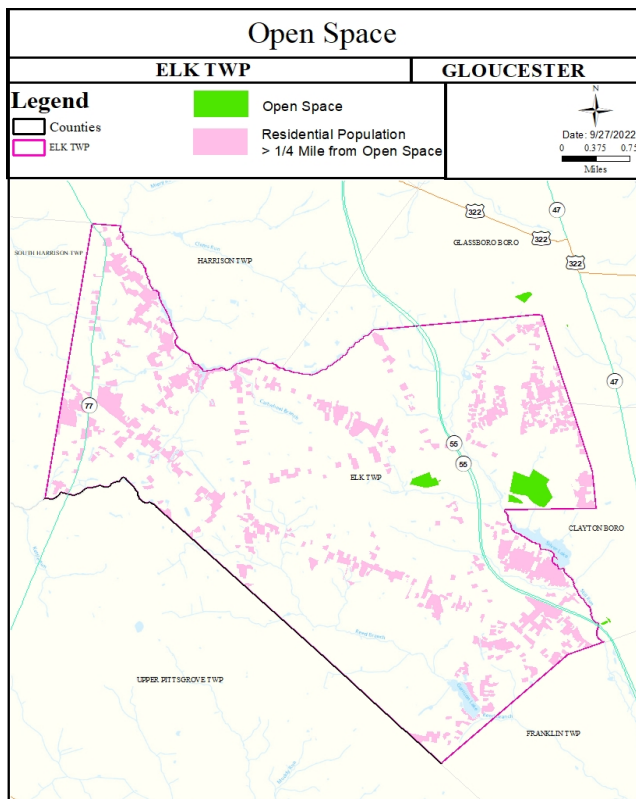 Open Space
ELK TWP
GLOUCESTER
Legend
Counties
ELK TWP
Open Space
Residential Population
> 1/4 Mile from Open Space
N
Date: 9/27/2022
0 0.375 0.75
Miles
322
47
SOUTH HARRISON TWP
HARRISON TWP
GLASSBORO BORO
322
322
47
77
55
55
ELK TWP
CLAYTON BORO
UPPER PITTSGROVE TWP
FRANKLIN TWP